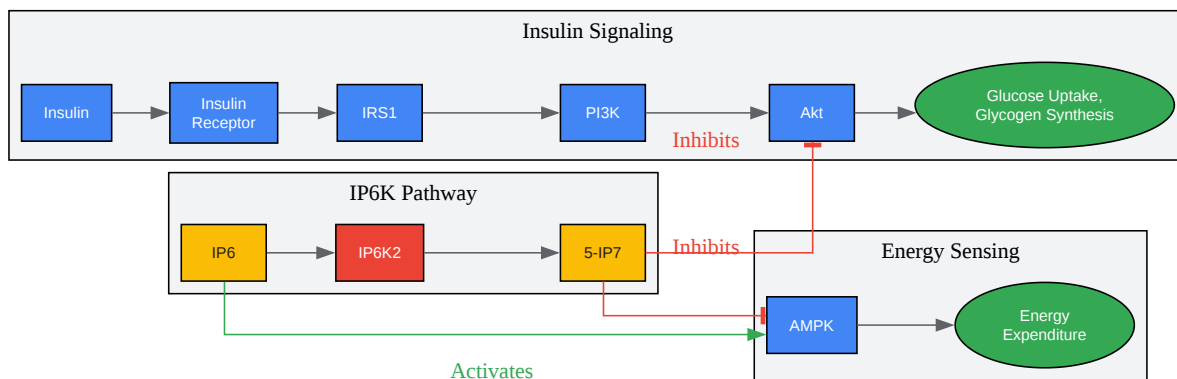 Insulin Signaling
Insulin
Insulin
Receptor
IRS1
PI3K
Akt
Glucose Uptake,
Glycogen Synthesis
Inhibits
IP6K Pathway
IP6
IP6K2
5-IP7
Inhibits
Energy Sensing
AMPK
Energy
Expenditure
Activates